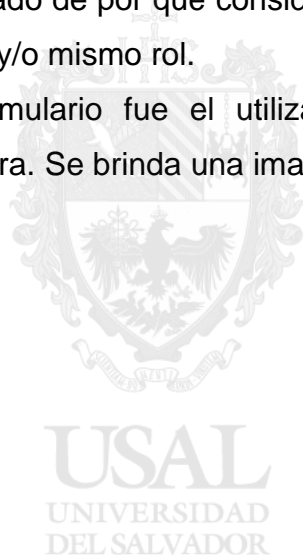 ado de por qué consid
y/o mismo rol.
mulario fue el utiliza
ra. Se brinda una ima
USAL
UNIVERSIDAD
DEL SALVADOR